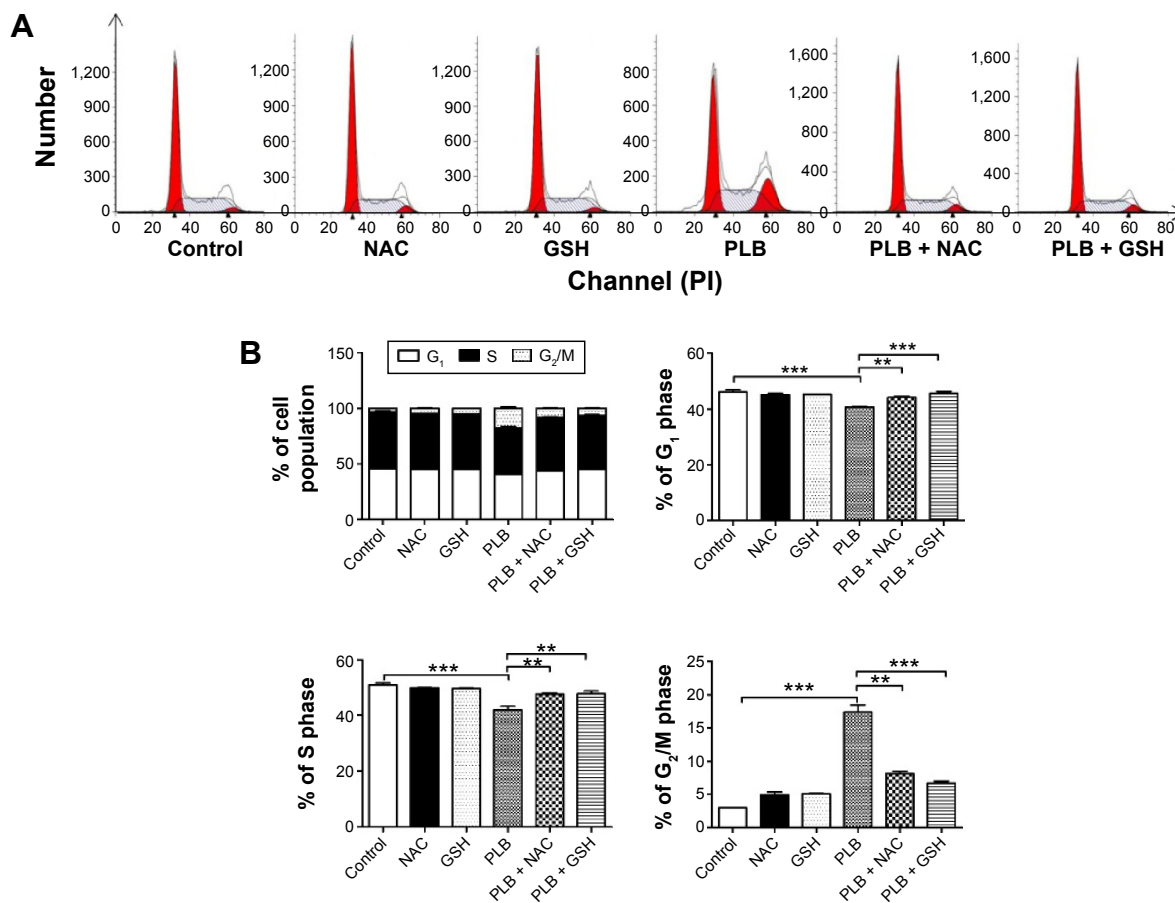 A
Number
1,200
900
600
300
0
0 20 40 60 80
Control
1,200
900
600
300
0
0 20 40 60 80
NAC
1,200
900
600
300
0
0 20 40 60 80
GSH
800
600
400
200
0
0 20 40 60 80
PLB
1,600
1,200
800
400
0
0 20 40 60 80
PLB + NAC
1,600
1,200
800
400
0
0 20 40 60 80
PLB + GSH
Channel (PI)
B
% of cell
population
150
100
50
0
G1 S G2/M
Control
NAC
GSH
PLB
PLB + NAC
PLB + GSH
% of G1 phase
60
40
20
0
***
**
***
Control
NAC
GSH
PLB
PLB + NAC
PLB + GSH
% of S phase
60
40
20
0
***
**
**
Control
NAC
GSH
PLB
PLB + NAC
PLB + GSH
% of G2/M phase
25
20
15
10
5
0
***
**
***
Control
NAC
GSH
PLB
PLB + NAC
PLB + GSH